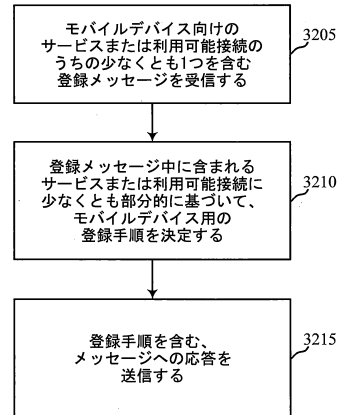 モバイルデバイス向けの
サービスまたは利用可能接続の
うちの少なくとも1つを含む
登録メッセージを受信する
3205
登録メッセージ中に含まれる
サービスまたは利用可能接続に
少なくとも部分的に基づいて、
モバイルデバイス用の
登録手順を決定する
3210
登録手順を含む、
メッセージへの応答を
送信する
3215